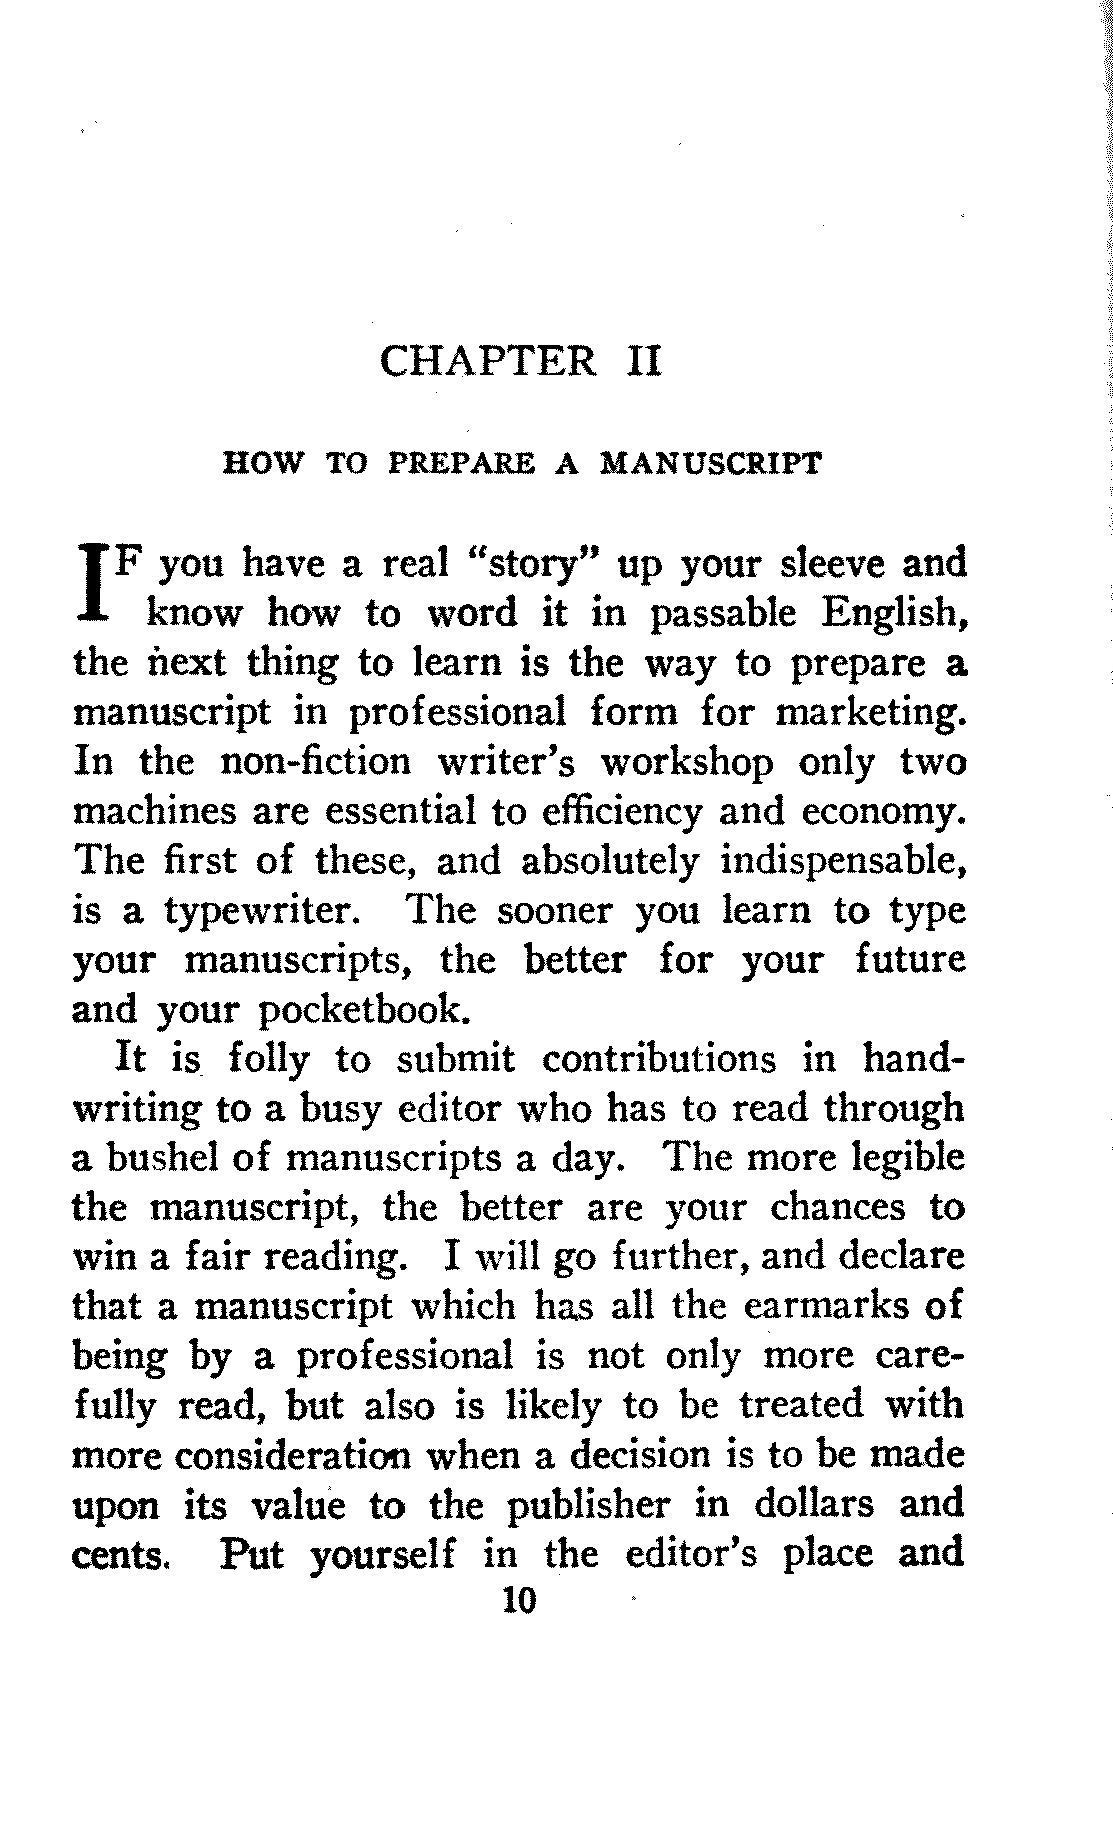 CHAPTER II
HOW TO PREPARE A MANUSCRIPT
IF you have a real “story” up your sleeve and
know how to word it in passable English,
the next thing to learn is the way to prepare a
manuscript in professional form for marketing.
In the non-fiction writer’s workshop only two
machines are essential to efficiency and economy.
The first of these, and absolutely indispensable,
is a typewriter. The sooner you learn to type
your manuscripts, the better for your future
and your pocketbook.
It is folly to submit contributions in hand-
writing to a busy editor who has to read through
a bushel of manuscripts a day. The more legible
the manuscript, the better are your chances to
win a fair reading. I will go further, and declare
that a manuscript which has all the earmarks of
being by a professional is not only more care-
fully read, but also is likely to be treated with
more consideration when a decision is to be made
upon its value to the publisher in dollars and
cents. Put yourself in the editor’s place and
10